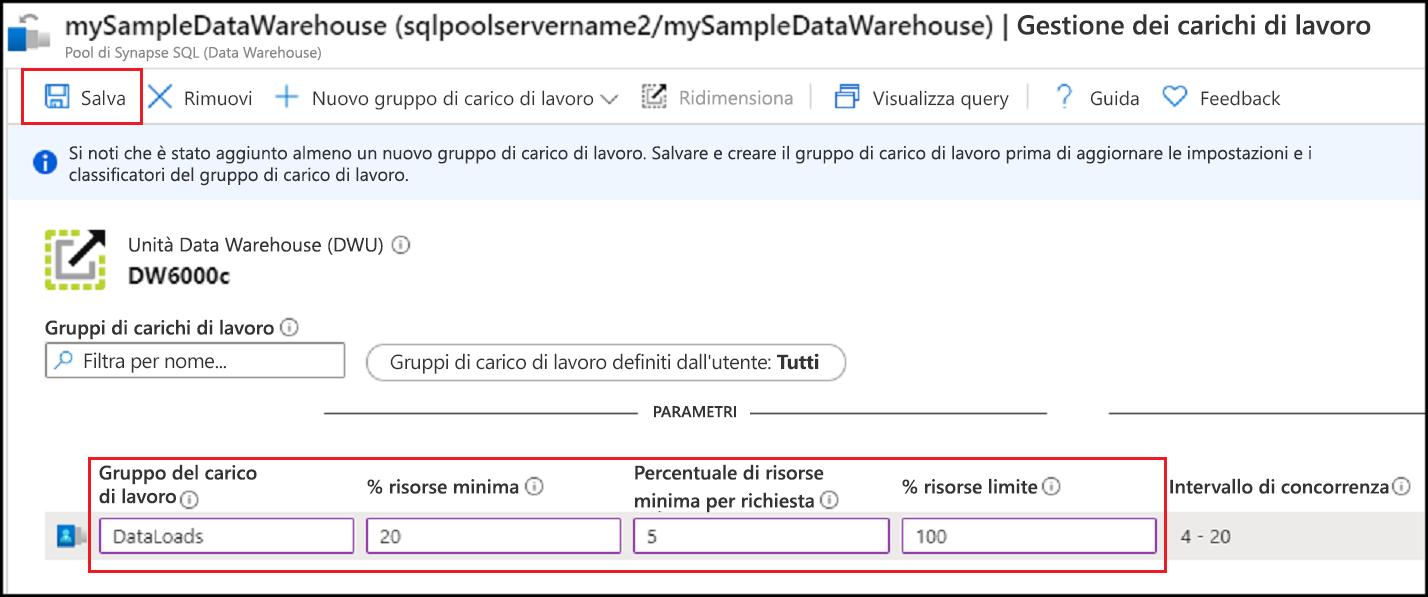 mySampleDataWarehouse (sqlpoolservername2/mySampleDataWarehouse) | Gestione dei carichi di lavoro
Pool di Synapse SQL (Data Warehouse)
Salva Rimuovi Nuovo gruppo di carico di lavoro Ridimensiona Visualizza query Guida Feedback
Si noti che è stato aggiunto almeno un nuovo gruppo di carico di lavoro. Salvare e creare il gruppo di carico di lavoro prima di aggiornare le impostazioni e i
classificatori del gruppo di carico di lavoro.
Unità Data Warehouse (DWU)
DW6000c
Gruppi di carichi di lavoro
Filtra per nome... Gruppi di carico di lavoro definiti dall'utente: Tutti
PARAMETRI
Gruppo del carico
di lavoro
% risorse minima
Percentuale di risorse
minima per richiesta
% risorse limite
Intervallo di concorrenza
DataLoads 20 5 100 4 - 20